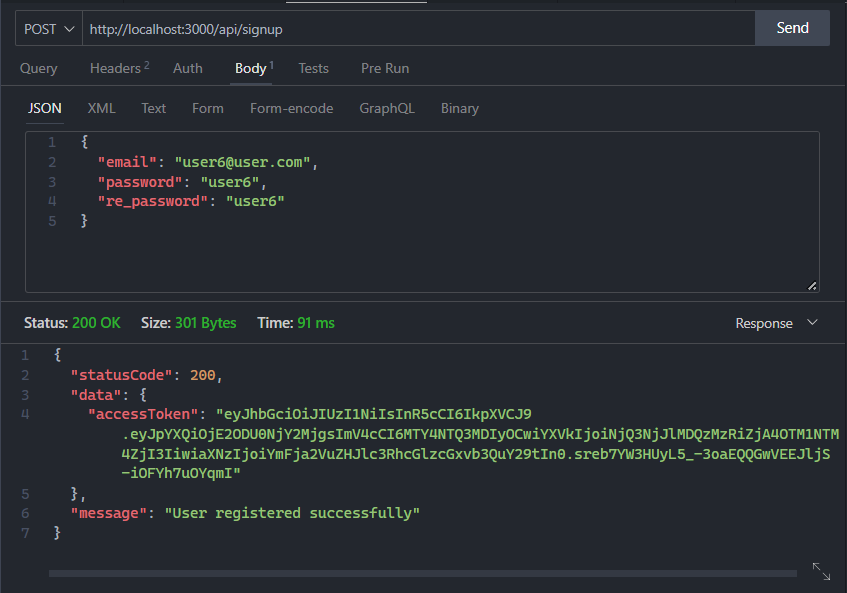 POST http://localhost:3000/api/signup Send
Query Headers 2 Auth Body 1 Tests Pre Run
JSON XML Text Form Form-encode GraphQL Binary
1 {
2 "email": "user6@user.com",
3 "password": "user6",
4 "re_password": "user6"
5 }
Status: 200 OK Size: 301 Bytes Time: 91 ms Response
1 {
2 "statusCode": 200,
3 "data": {
4 "accessToken": "eyJhbGciOiJIUzI1NiIsInR5cCI6IkpXVCJ9
.eyJpYXQiOjE2ODU0NjY2MjgsImV4cCI6MTY4NTQ3MDIyOCwiYXVkIjoiNjQ3NjJlMDQzMzRiZjA4OTM1NTM
4ZjI3IiwiaXNzIjoiYmFja2VuZHJlc3RhcGlzcGxvb3QuY29tIn0.sreb7YW3HUyL5_-3oaEQQGwVEEJljS
-iOFYh7uOYqmI"
5 },
6 "message": "User registered successfully"
7 }